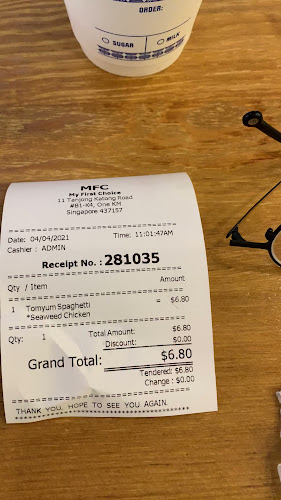 ORDER:
SUGAR MILK
MFC
My First Choice
11 Tanjong Katong Road
#B1-K4, One KM
Singapore 437157
Date: 04/04/2021 Time: 11:01:47AM
Cashier : ADMIN
Receipt No. : 281035
Qty / Item Amount
1 Tomyum Spaghetti = $6.80
*Seaweed Chicken
Qty: 1 Total Amount: $6.80
Discount: $0.00
Grand Total: $6.80
Tendered: $6.80
Change : $0.00
THANK YOU. HOPE TO SEE YOU AGAIN.